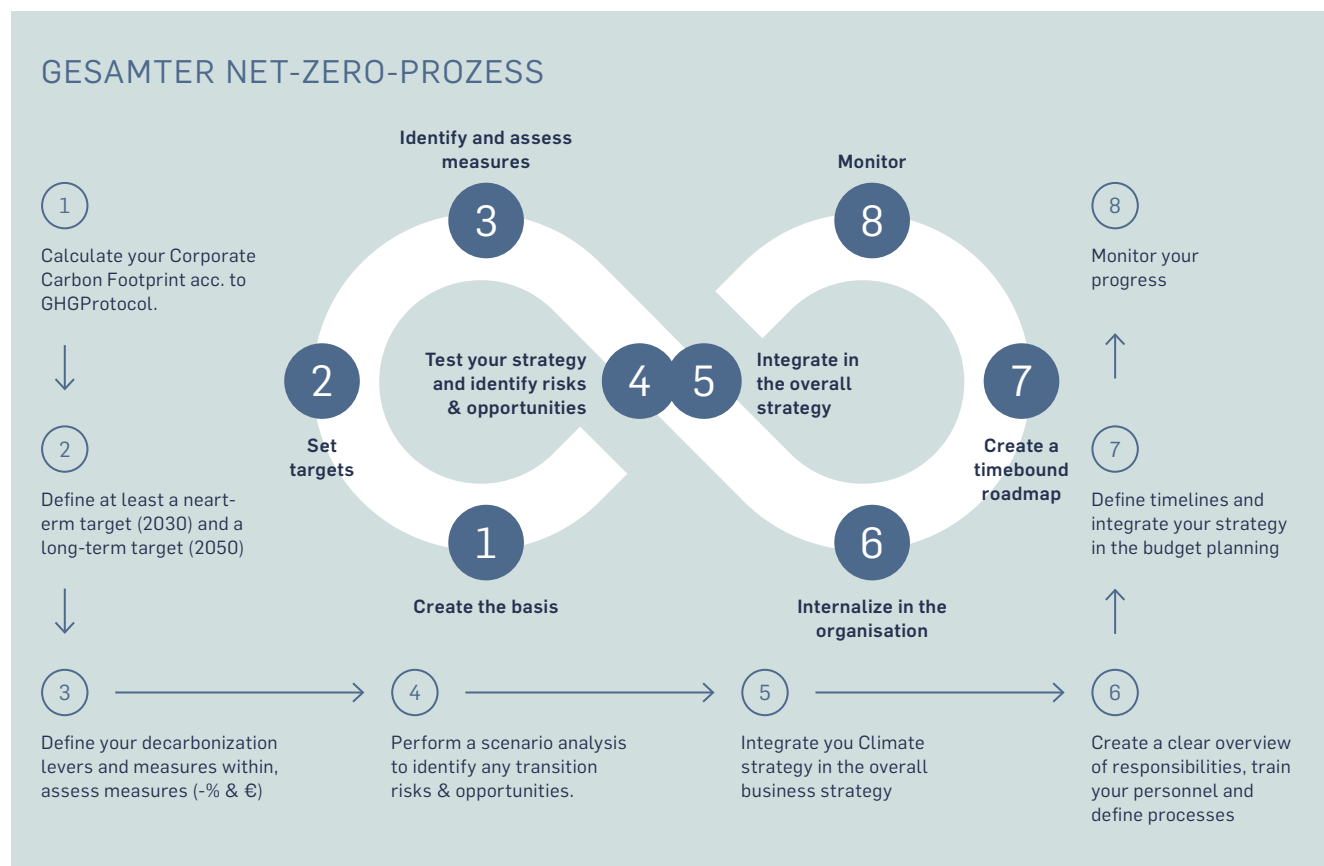 GESAMTER NET-ZERO-PROZESS
Identify and assess
measures
3
Monitor
8
2
Set
targets
Test your strategy
and identify risks
& opportunities
4
5
Integrate in
the overall
strategy
7
Create a
timebound
roadmap
1
Create the basis
6
Internalize in the
organisation
1
Calculate your Corporate
Carbon Footprint acc. to
GHGProtocol.
2
Define at least a neart-
erm target (2030) and a
long-term target (2050)
3
Define your decarbonization
levers and measures within,
assess measures (-% & €)
4
Perform a scenario analysis
to identify any transition
risks & opportunities.
5
Integrate you Climate
strategy in the overall
business strategy
6
Create a clear overview
of responsibilities, train
your personnel and
define processes
7
Define timelines and
integrate your strategy
in the budget planning
8
Monitor your
progress